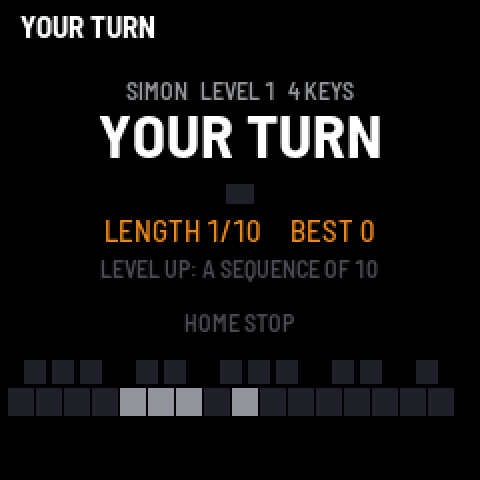 YOUR TURN
SIMON LEVEL 1 4 KEYS
YOUR TURN
LENGTH 1/10 BEST 0
LEVEL UP: A SEQUENCE OF 10
HOME STOP